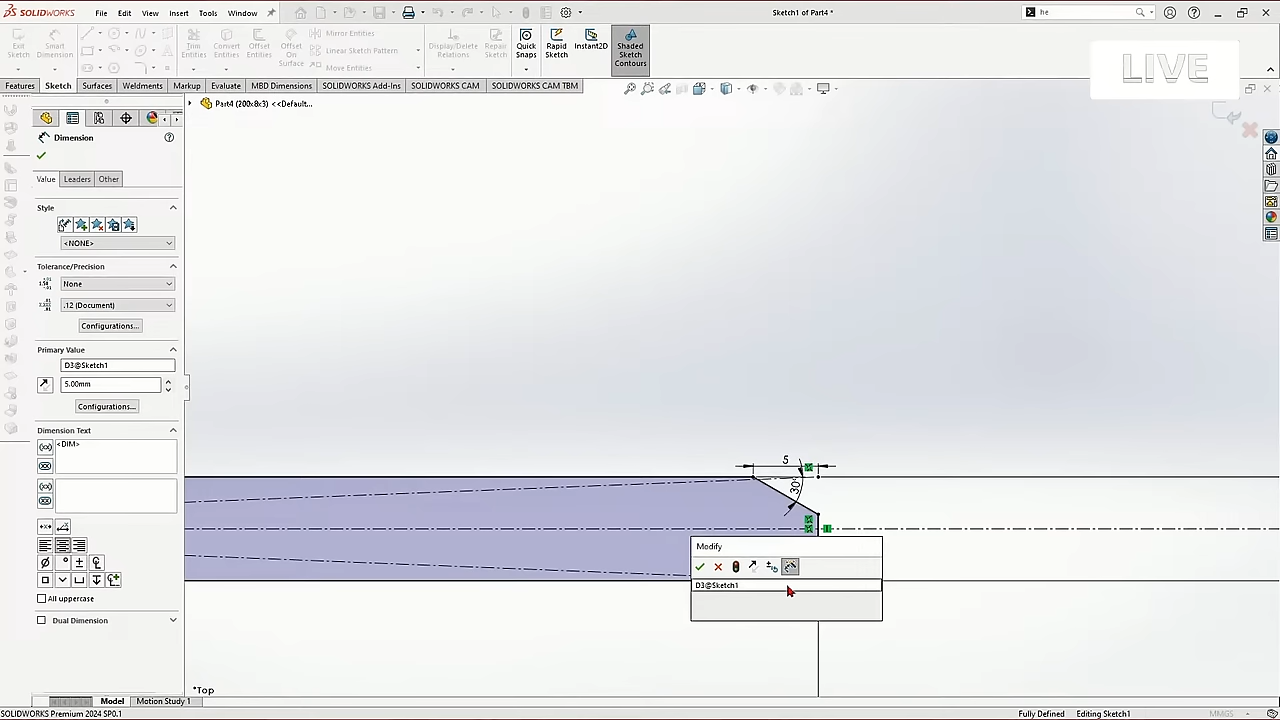 SOLIDWORKS File Edit View Insert Tools Window Sketch1 of Part4 * he
Exit Sketch Smart Dimension Trim Entities Convert Entities Offset Entities Offset On Surface Mirror Entities Linear Sketch Pattern Move Entities Display/Delete Relations Repair Sketch Quick Snaps Rapid Sketch Instant2D Shaded Sketch Contours
LIVE
Features Sketch Surfaces Weldments Markup Evaluate MBD Dimensions SOLIDWORKS Add-Ins SOLIDWORKS CAM SOLIDWORKS CAM TBM
Part4 (200x8x3) <<Default...
Dimension
Value Leaders Other
Style
<NONE>
Tolerance/Precision
None
.12 (Document)
Configurations...
Primary Value
D3@Sketch1
5.00mm
Configurations...
Dimension Text
<DIM>
All uppercase
Dual Dimension
5
30°
Modify
D3@Sketch1
*Top
Model Motion Study 1
SOLIDWORKS Premium 2024 SP0.1 Fully Defined Editing Sketch1 MMGS